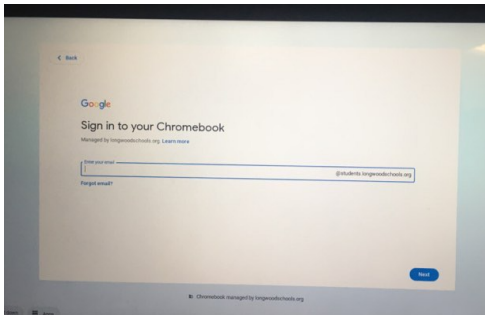 Back
Google
Sign in to your Chromebook
Managed by longwoodschools.org. Learn more
Enter your email
@students.longwoodschools.org
Forgot email?
Next
Chromebook managed by longwoodschools.org